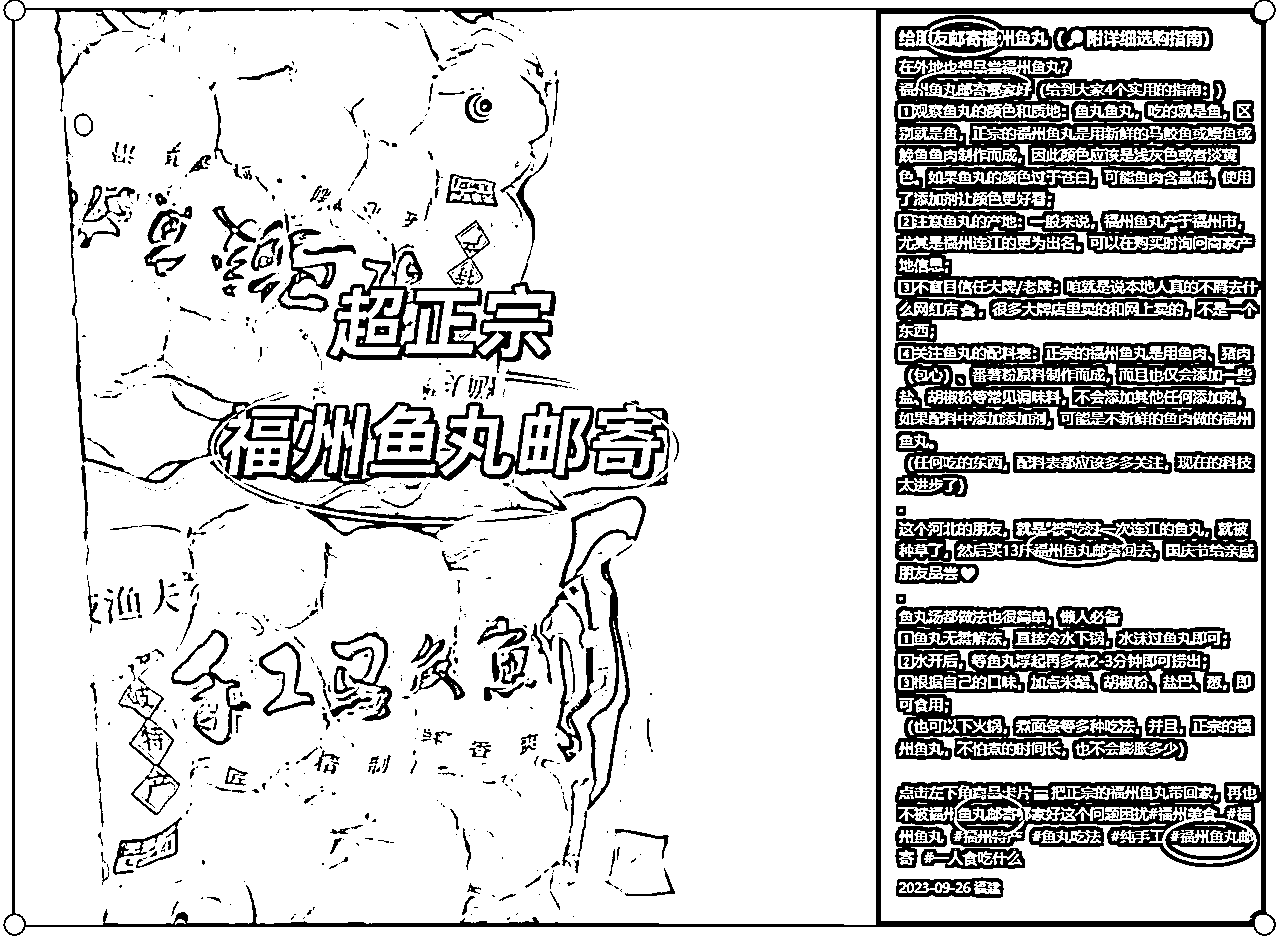 超正宗
福州鱼丸邮寄
渔夫
手工马鲛鱼
特
产
匠
精 制
鲜 香 爽
给朋友邮寄福州鱼丸（🔎附详细选购指南）
在外地也想品尝福州鱼丸？
福州鱼丸邮寄哪家好（给到大家4个实用的指南：）
1观察鱼丸的颜色和质地：鱼丸鱼丸，吃的就是鱼，区
别就是鱼，正宗的福州鱼丸是用新鲜的马鲛鱼或鳗鱼或
鮸鱼鱼肉制作而成，因此颜色应该是浅灰色或者淡黄
色，如果鱼丸的颜色过于苍白，可能鱼肉含量低，使用
了添加剂让颜色更好看；
2注意鱼丸的产地：一般来说，福州鱼丸产于福州市，
尤其是福州连江的更为出名，可以在购买时询问商家产
地信息；
3不盲目信任大牌/老牌：咱就是说本地人真的不屑去什
么网红店，很多大牌店里卖的和网上卖的，不是一个
东西；
4关注鱼丸的配料表：正宗的福州鱼丸是用鱼肉、猪肉
（包心）、番薯粉原料制作而成，而且也仅会添加一些
盐、胡椒粉等常见调味料，不会添加其他任何添加剂，
如果配料中添加添加剂，可能是不新鲜的鱼肉做的福州
鱼丸。
（任何吃的东西，配料表都应该多多关注，现在的科技
太进步了）
这个河北的朋友，就是吃过一次连江的鱼丸，就被
种草了，然后买13斤福州鱼丸邮寄回去，国庆节给亲戚
朋友品尝♥
鱼丸汤都做法也很简单，懒人必备
1鱼丸无需解冻，直接冷水下锅，水沫过鱼丸即可；
2水开后，等鱼丸浮起再多煮2-3分钟即可捞出；
3根据自己的口味，加点米醋、胡椒粉、盐巴、葱，即
可食用；
（也可以下火锅，煮面条等多种吃法，并且，正宗的福
州鱼丸，不怕煮的时间长，也不会膨胀多少）
点击左下角商品卡片 把正宗的福州鱼丸带回家，再也
不被福州鱼丸邮寄哪家好这个问题困扰#福州美食 #福
州鱼丸 #福州特产 #鱼丸吃法 #纯手工 #福州鱼丸邮
寄 #一人食吃什么
2023-09-26 福建